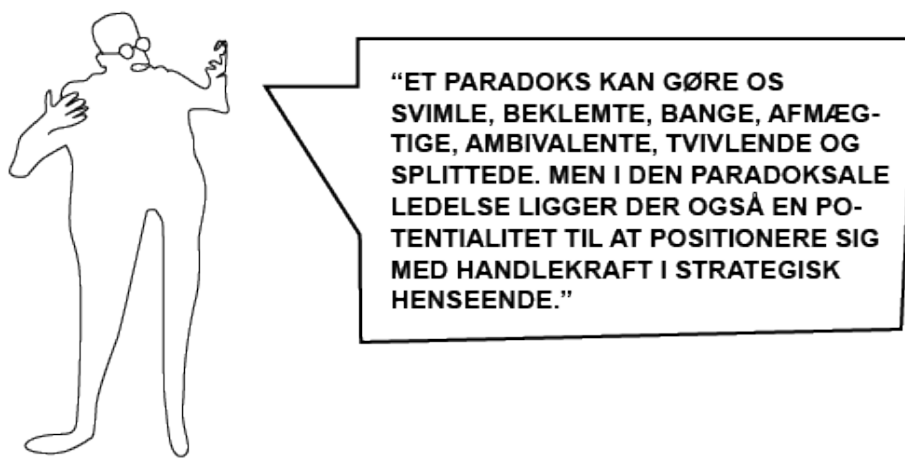 “ET PARADOKS KAN GØRE OS
SVIMLE, BEKLEMTE, BANGE, AFMÆG-
TIGE, AMBIVALENTE, TVIVLENDE OG
SPLITTEDE. MEN I DEN PARADOKSALE
LEDELSE LIGGER DER OGSÅ EN PO-
TENTIALITET TIL AT POSITIONERE SIG
MED HANDLEKRAFT I STRATEGISK
HENSEENDE.”